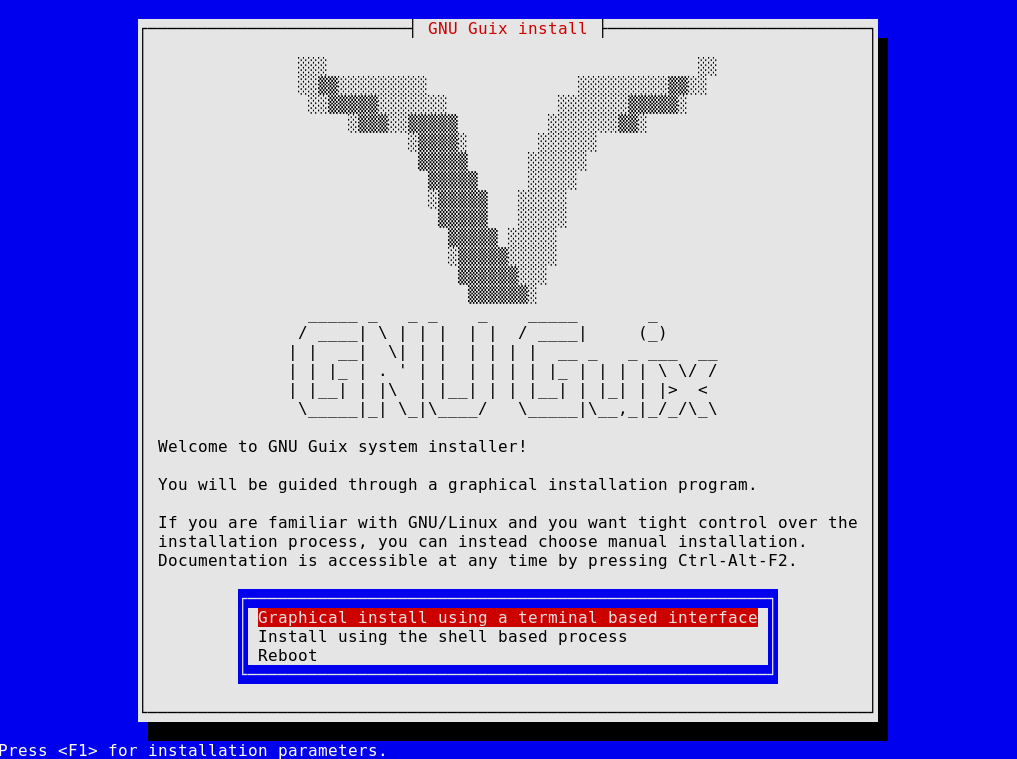 GNU Guix install
GNU Guix
Welcome to GNU Guix system installer!
You will be guided through a graphical installation program.
If you are familiar with GNU/Linux and you want tight control over the
installation process, you can instead choose manual installation.
Documentation is accessible at any time by pressing Ctrl-Alt-F2.
Graphical install using a terminal based interface
Install using the shell based process
Reboot
Press <F1> for installation parameters.